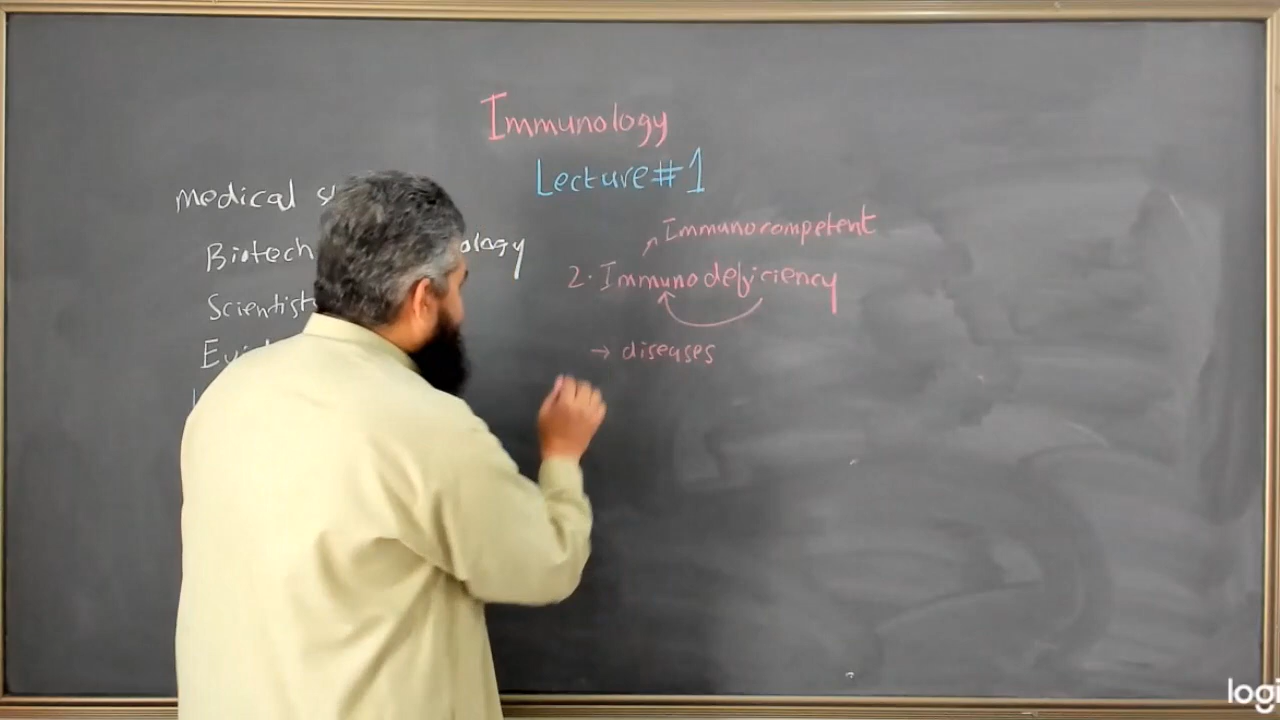 Immunology
Lecture#1
medical
Biotech ology
Scientist
Immunocompetent
2. Immunodeficiency
→ diseases
logi